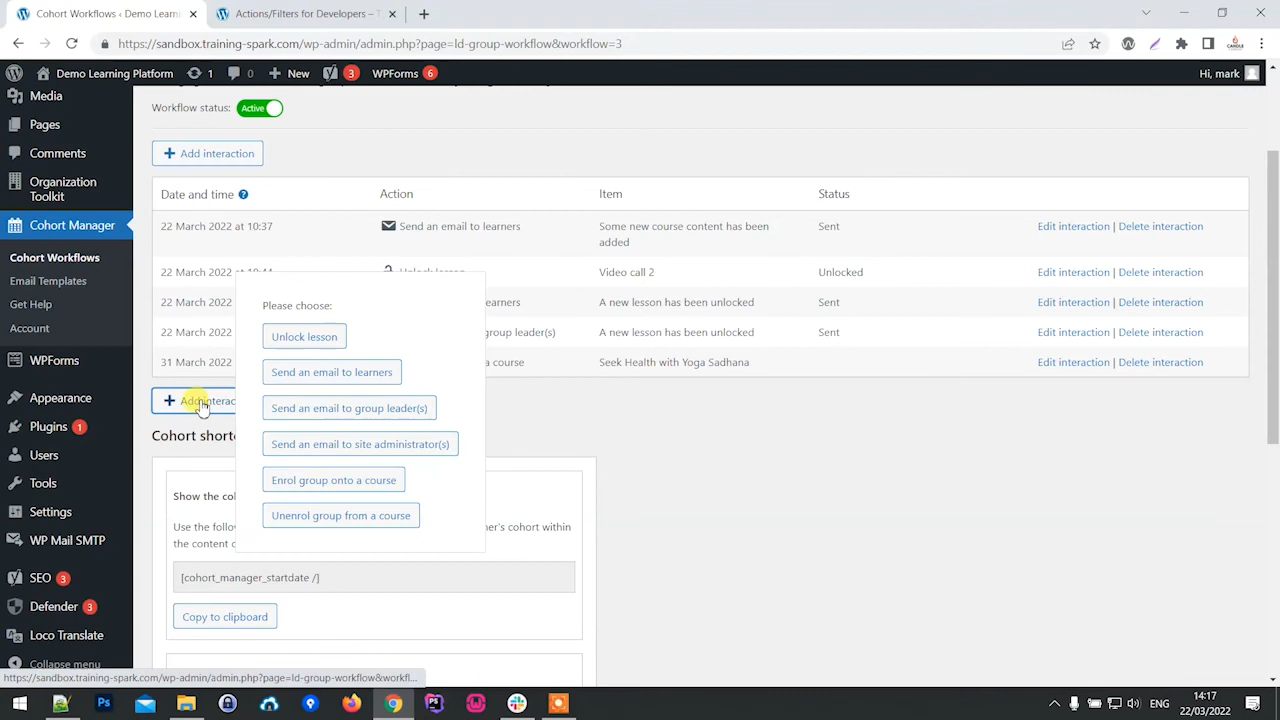 Cohort Workflows ‹ Demo Learni
Actions/Filters for Developers – T
https://sandbox.training-spark.com/wp-admin/admin.php?page=ld-group-workflow&workflow=3
Demo Learning Platform
1
0
New
3
WPForms 6
Hi, mark
Media
Pages
Comments
Organization
Toolkit
Cohort Manager
Cohort Workflows
Email Templates
Get Help
Account
WPForms
Appearance
Plugins 1
Users
Tools
Settings
WP Mail SMTP
SEO 3
Defender 3
Loco Translate
Collapse menu
Workflow status: Active
Add interaction
Date and time ? Action Item Status
22 March 2022 at 10:37 Send an email to learners Some new course content has been Sent Edit interaction | Delete interaction
added
22 March 2022 Video call 2 Unlocked Edit interaction | Delete interaction
22 March 2022 earners A new lesson has been unlocked Sent Edit interaction | Delete interaction
22 March 2022 group leader(s) A new lesson has been unlocked Sent Edit interaction | Delete interaction
31 March 2022 a course Seek Health with Yoga Sadhana Edit interaction | Delete interaction
Please choose:
Unlock lesson
Send an email to learners
Send an email to group leader(s)
Send an email to site administrator(s)
Enrol group onto a course
Unenrol group from a course
Add interac
Cohort shortc
Show the co
Use the follo ner's cohort within
the content o
[cohort_manager_startdate /]
Copy to clipboard
https://sandbox.training-spark.com/wp-admin/admin.php?page=ld-group-workflow&workfl...
ENG
14:17
22/03/2022